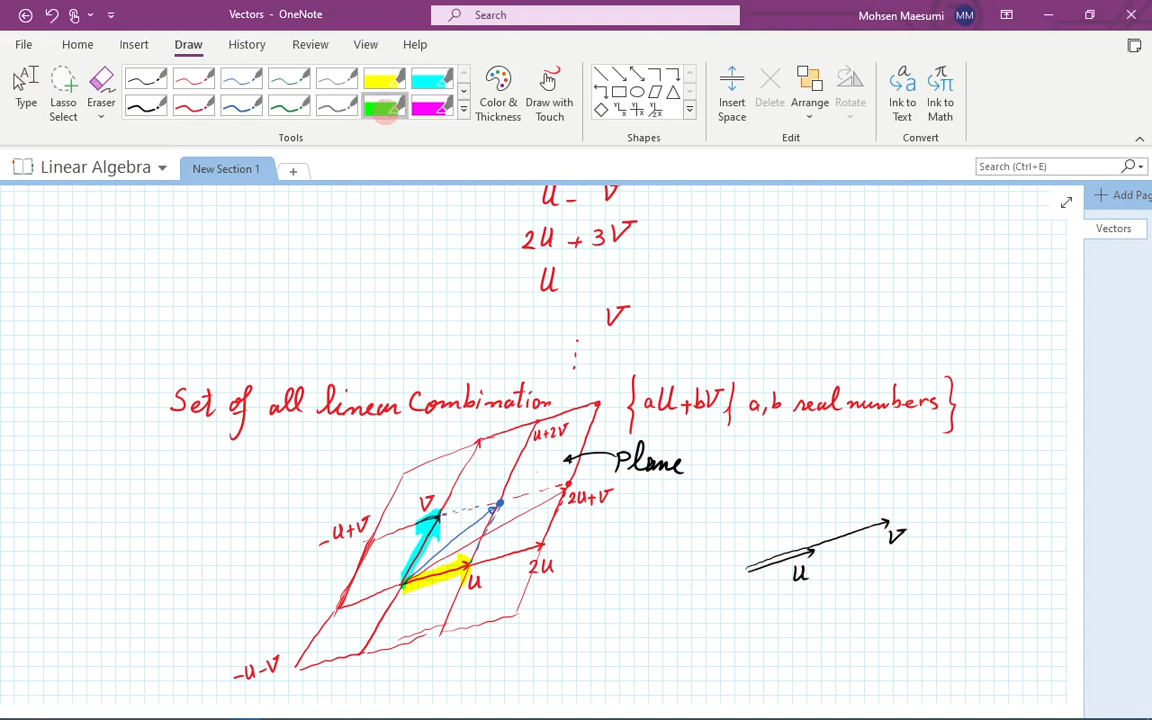 Vectors - OneNote
Search
Mohsen Maesumi
MM
File
Home
Insert
Draw
History
Review
View
Help
Type
Lasso Select
Eraser
Color & Thickness
Draw with Touch
Insert Space
Delete
Arrange
Rotate
Ink to Text
Ink to Math
Tools
Shapes
Edit
Convert
Linear Algebra
New Section 1
+
Search (Ctrl+E)
Add Pag
Vectors
u - v
2u + 3v
u
v
⋮
Set of all linear Combination {au+bv | a, b real numbers}
u+2v
Plane
v
2u+v
-u+v
u
2u
-u-v
v
u